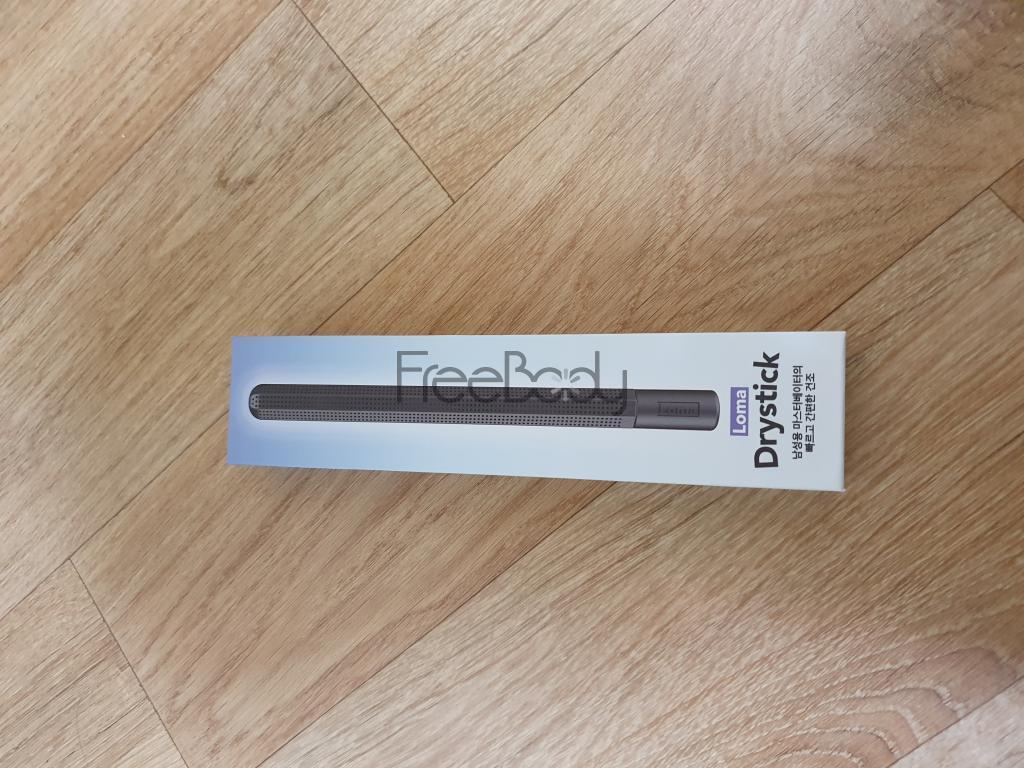 FreeBody
Loma
Drystick
남성용 마스터베이터의
빠르고 간편한 건조